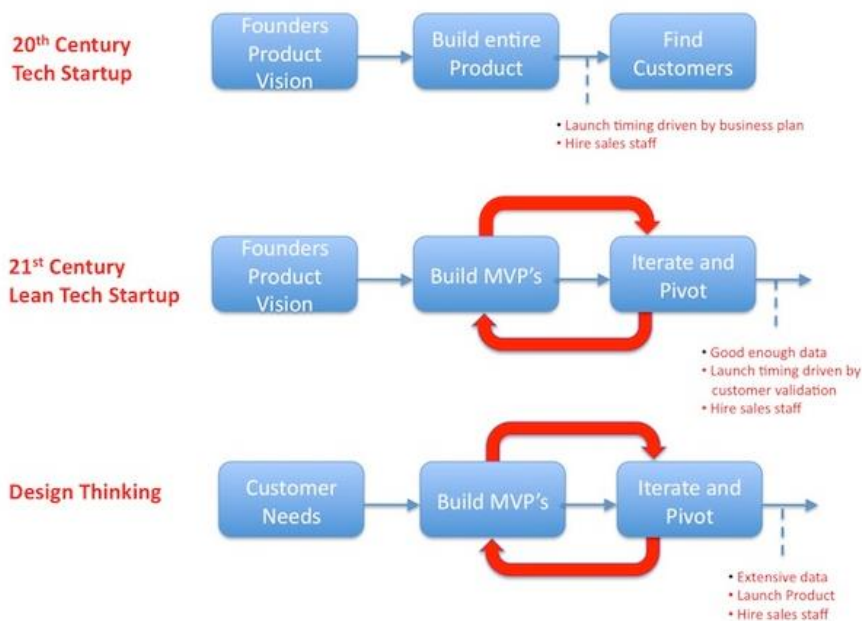 20th Century
Tech Startup
Founders
Product
Vision
Build entire
Product
Find
Customers
• Launch timing driven by business plan
• Hire sales staff
21st Century
Lean Tech Startup
Founders
Product
Vision
Build MVP's
Iterate and
Pivot
• Good enough data
• Launch timing driven by
customer validation
• Hire sales staff
Design Thinking
Customer
Needs
Build MVP's
Iterate and
Pivot
• Extensive data
• Launch Product
• Hire sales staff